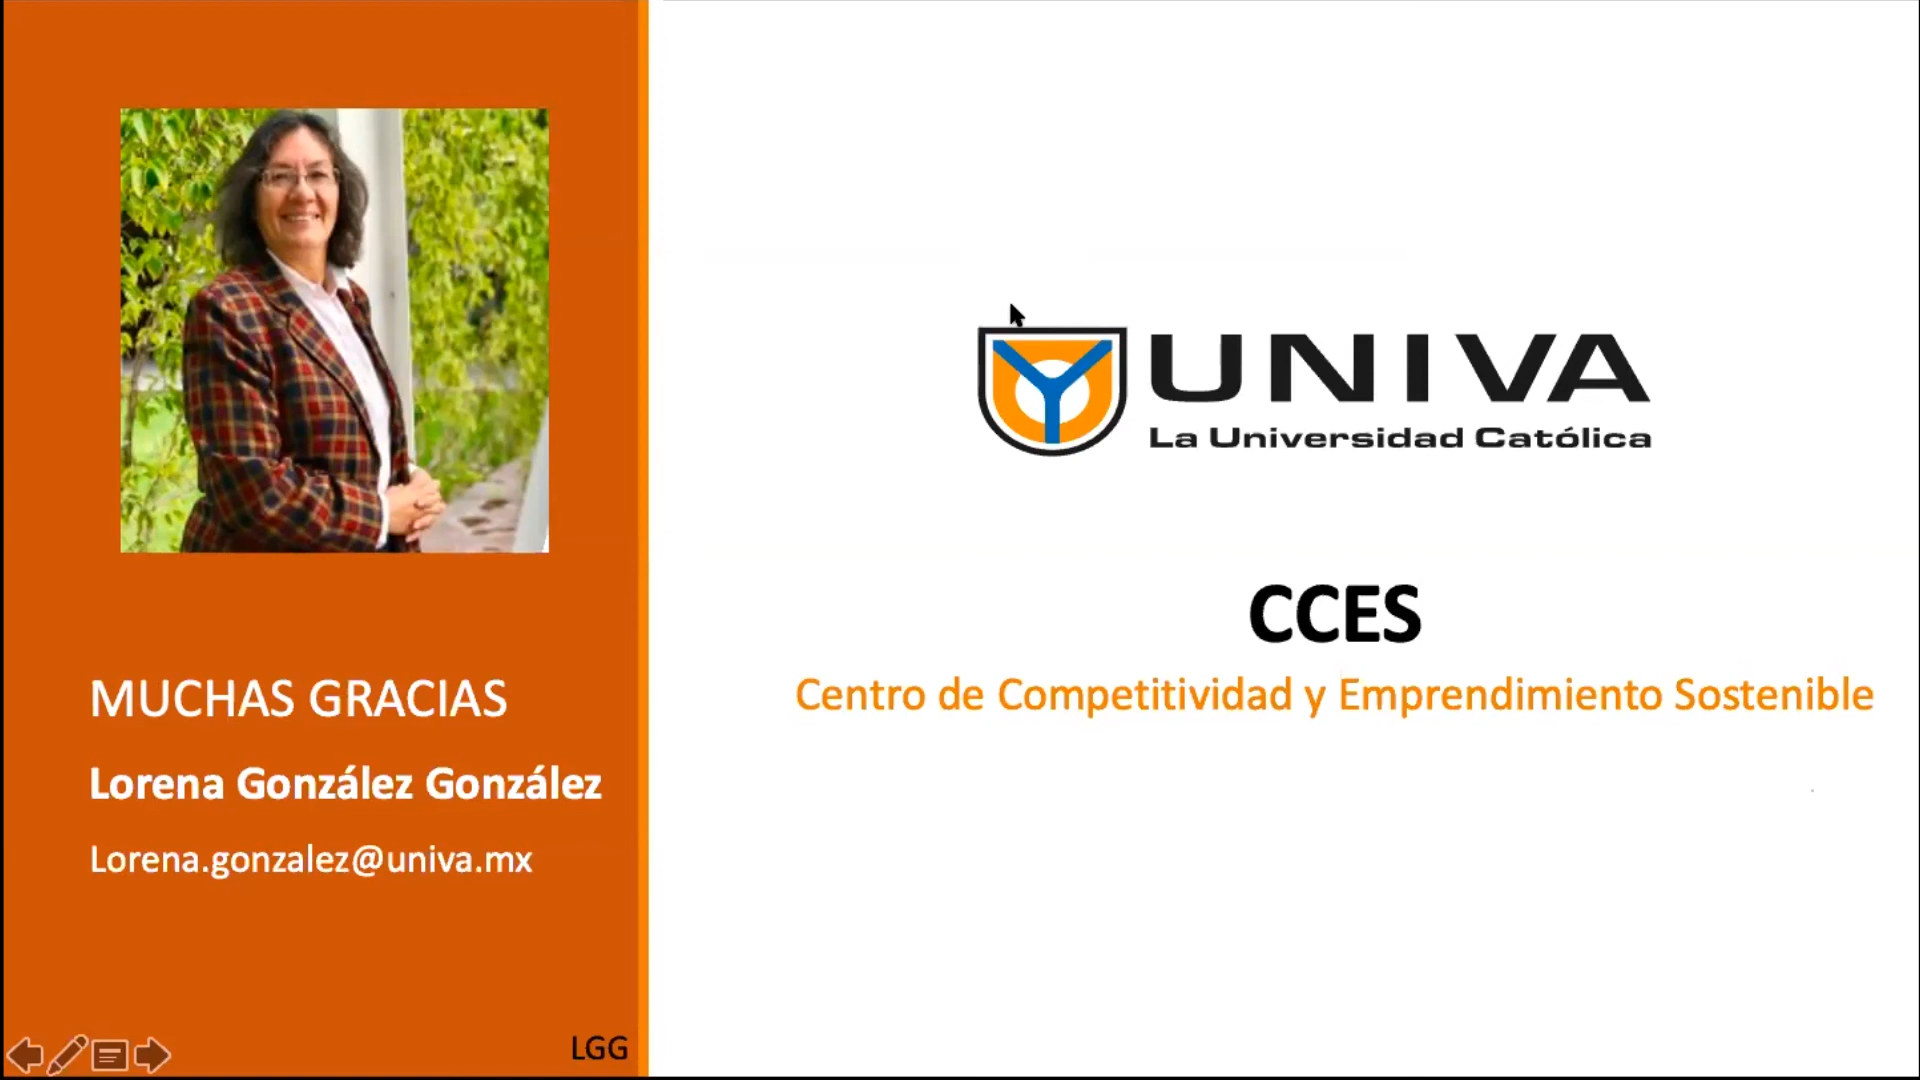 MUCHAS GRACIAS
Lorena González González
Lorena.gonzalez@univa.mx
LGG
UNIVA
La Universidad Católica
CCES
Centro de Competitividad y Emprendimiento Sostenible